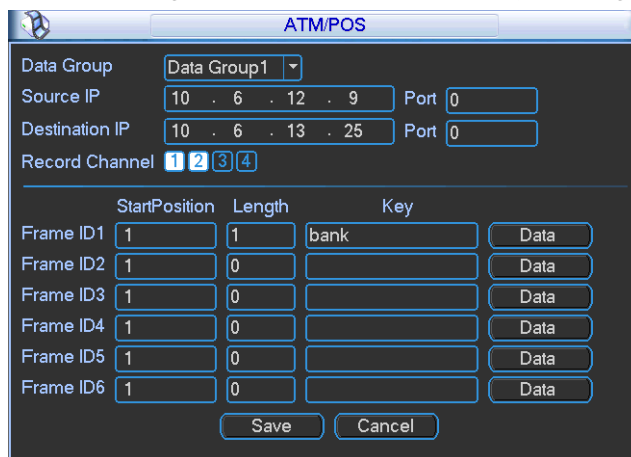 ATM/POS
Data Group Data Group1
Source IP 10 . 6 . 12 . 9 Port 0
Destination IP 10 . 6 . 13 . 25 Port 0
Record Channel 1 2 3 4
StartPosition Length Key
Frame ID1 1 1 bank Data
Frame ID2 1 0 Data
Frame ID3 1 0 Data
Frame ID4 1 0 Data
Frame ID5 1 0 Data
Frame ID6 1 0 Data
Save Cancel